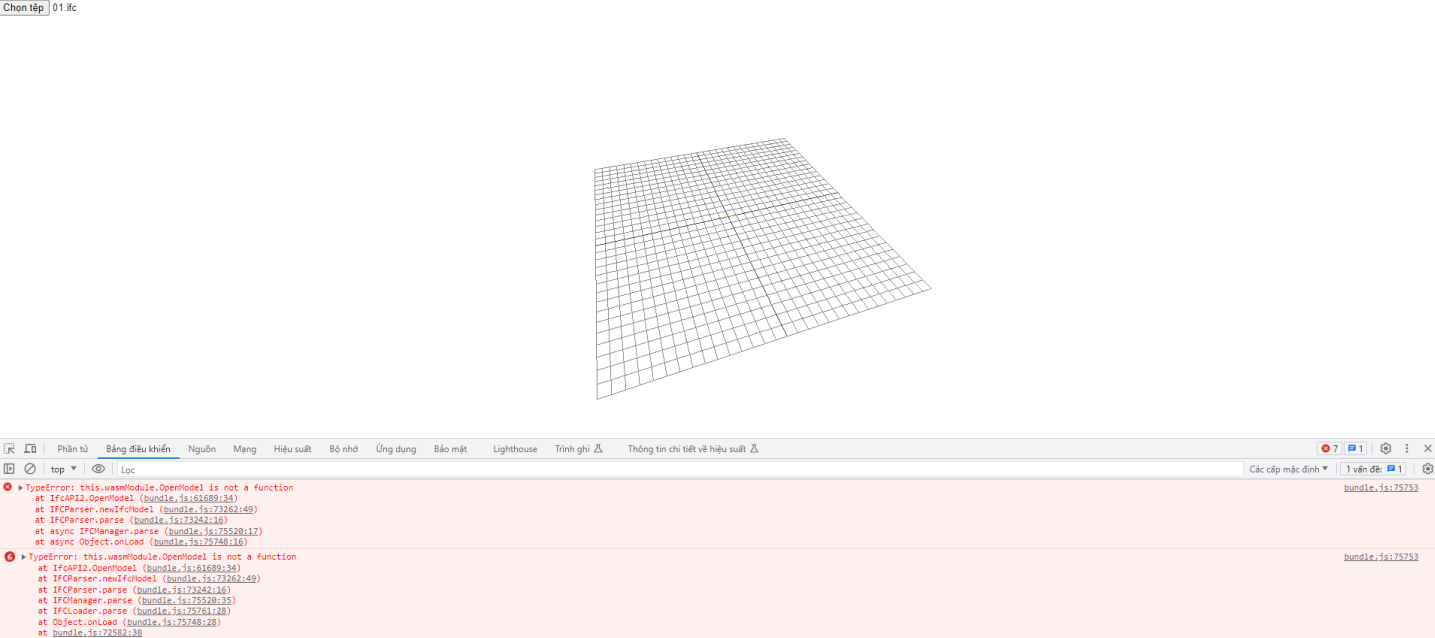 Chọn tệp 01.ifc
Phần tử Bảng điều khiển Nguồn Mạng Hiệu suất Bộ nhớ Ứng dụng Bảo mật Lighthouse Trình ghi Thông tin chi tiết về hiệu suất 7 1
top Lọc Các cấp mặc định 1 vấn đề: 1
TypeError: this.wasmModule.OpenModel is not a function bundle.js:75753
at IfcAPI2.OpenModel (bundle.js:61689:34)
at IFCParser.newIfcModel (bundle.js:73262:49)
at IFCParser.parse (bundle.js:73242:16)
at async IFCManager.parse (bundle.js:75520:17)
at async Object.onLoad (bundle.js:75748:16)
6 TypeError: this.wasmModule.OpenModel is not a function bundle.js:75753
at IfcAPI2.OpenModel (bundle.js:61689:34)
at IFCParser.newIfcModel (bundle.js:73262:49)
at IFCParser.parse (bundle.js:73242:16)
at IFCManager.parse (bundle.js:75520:35)
at IFCLoader.parse (bundle.js:75761:28)
at Object.onLoad (bundle.js:75748:28)
at bundle.js:72582:38